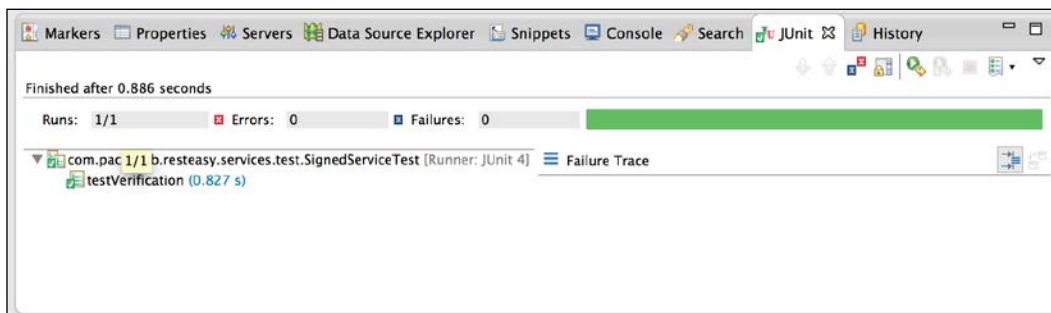 Markers Properties Servers Data Source Explorer Snippets Console Search JUnit History
Finished after 0.886 seconds
Runs: 1/1 Errors: 0 Failures: 0
com.pac 1/1 b.resteasy.services.test.SignedServiceTest [Runner: JUnit 4] Failure Trace
testVerification (0.827 s)